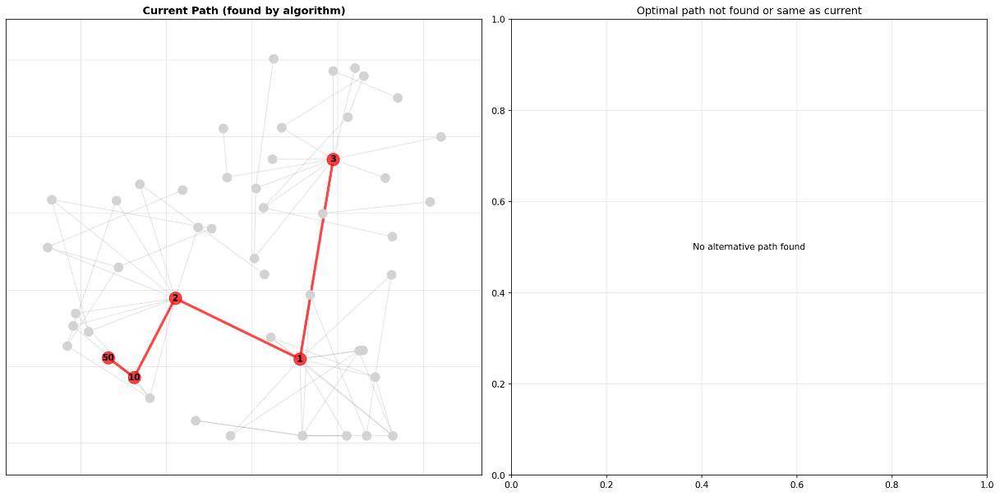 Current Path (found by algorithm)
3
2
50
1
10
Optimal path not found or same as current
1.0
0.8
0.6
No alternative path found
0.4
0.2
0.0
0.0 0.2 0.4 0.6 0.8 1.0